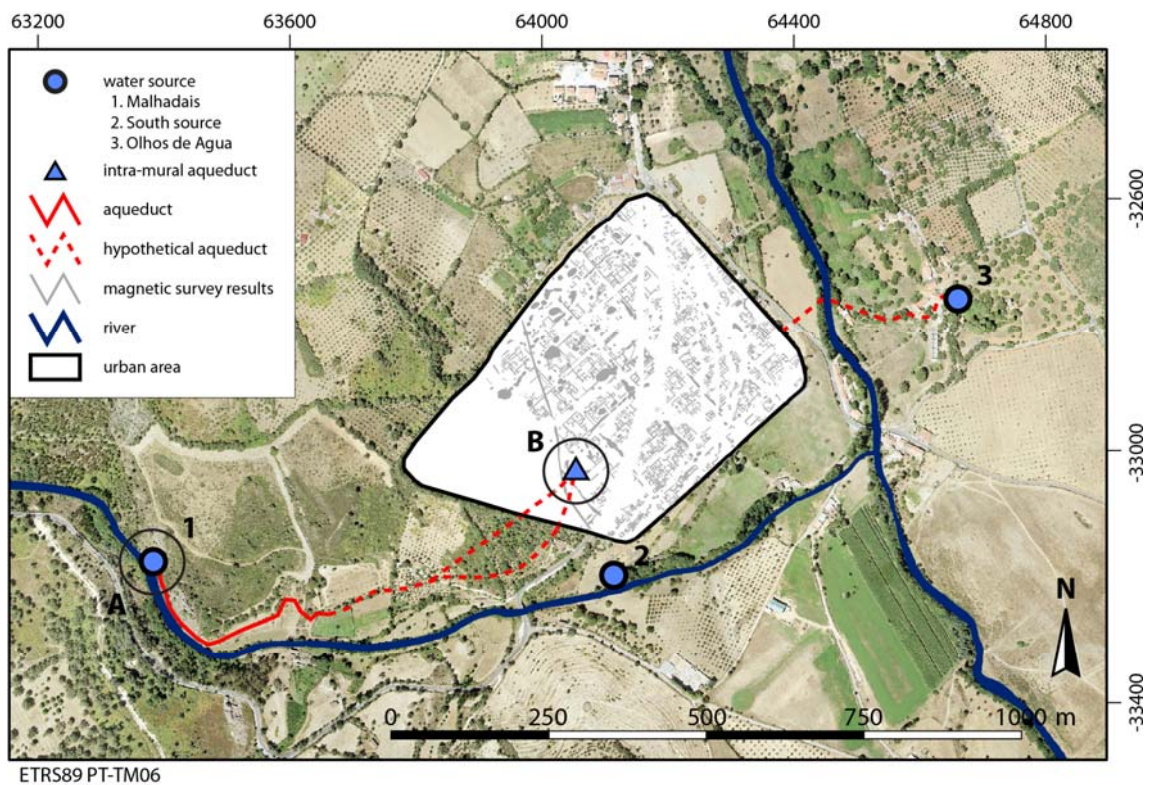 63200 63600 64000 64400 64800
water source
1. Malhadais
2. South source
3. Olhos de Agua
intra-mural aqueduct
aqueduct
hypothetical aqueduct
magnetic survey results
river
urban area
-32600
3
B
-33000
1
2
A
N
-33400
0 250 500 750 1000 m
ETRS89 PT-TM06